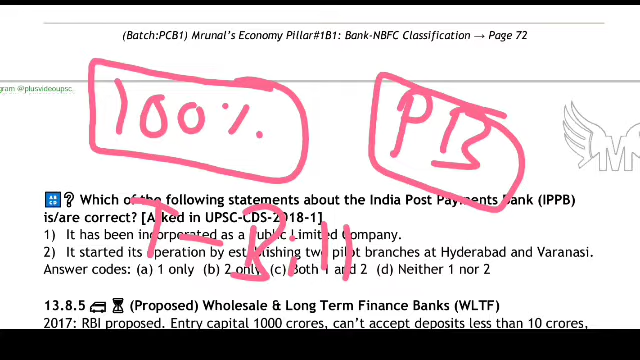 (Batch:PCB1) Mrunal's Economy Pillar#1B1: Bank-NBFC Classification → Page 72
gram @plusvideoupsc,
100%
PB
M
Which of the following statements about the India Post Payments Bank (IPPB)
is/are correct? [Asked in UPSC-CDS-2018-1]
T-Bill
1) It has been incorporated as a Public Limited Company.
2) It started its operation by establishing two pilot branches at Hyderabad and Varanasi.
Answer codes: (a) 1 only (b) 2 only (c) Both 1 and 2 (d) Neither 1 nor 2
13.8.5 (Proposed) Wholesale & Long Term Finance Banks (WLTF)
2017: RBI proposed. Entry capital 1000 crores, can't accept deposits less than 10 crores,